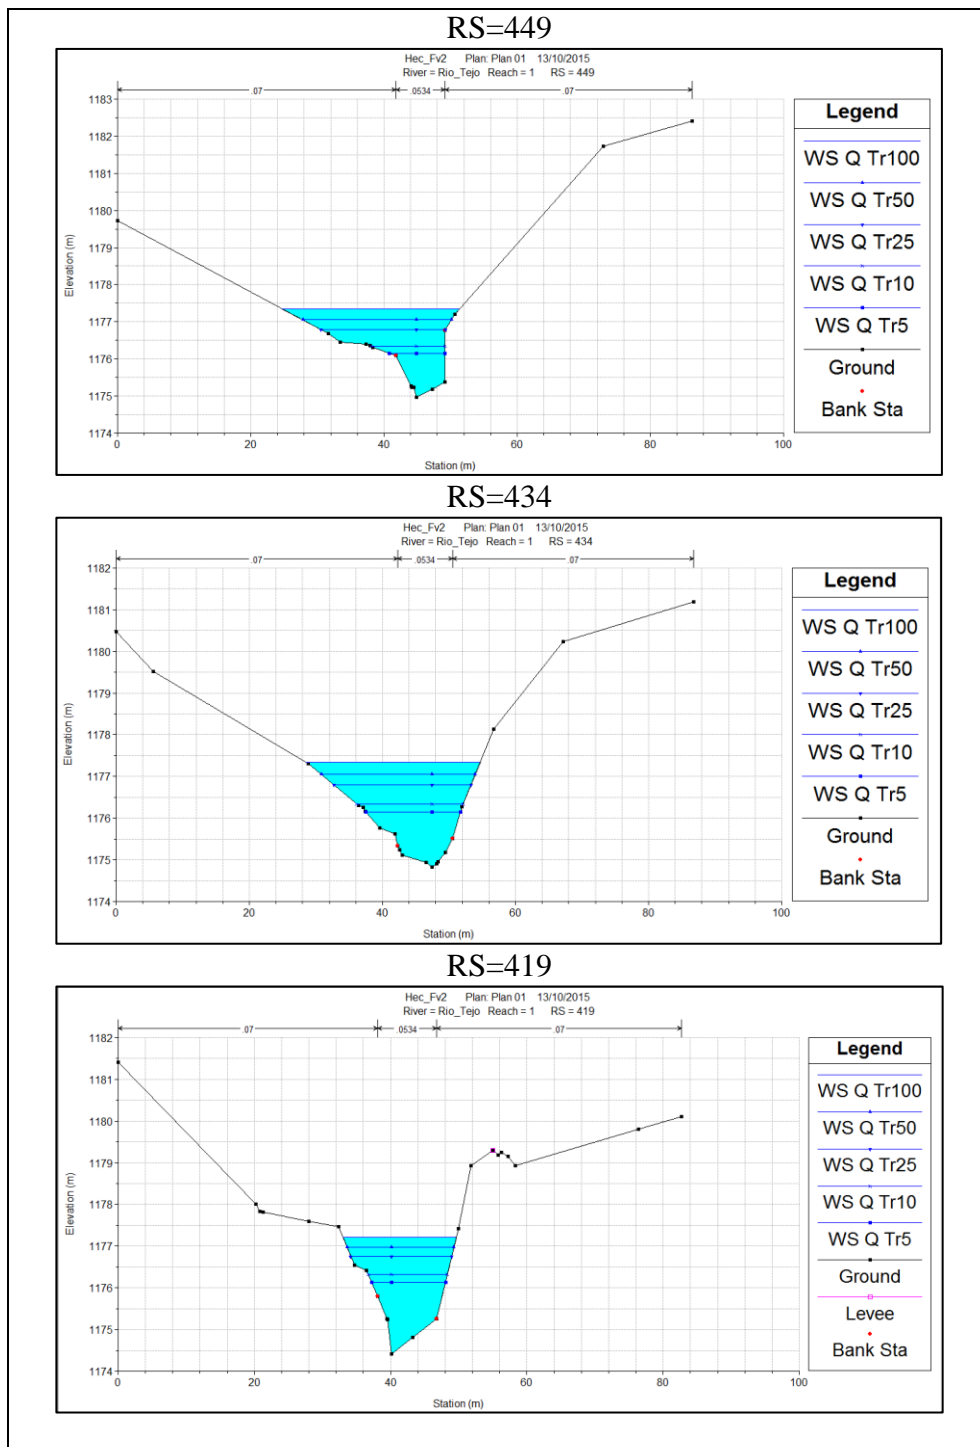 RS=449
Hec_Fv2 Plan: Plan 01 13/10/2015
River = Rio_Tejo Reach = 1 RS = 449
.07 .0534 .07
1183
1182
1181
1180
1179
1178
1177
1176
1175
1174
Elevation (m)
0 20 40 60 80 100
Station (m)
Legend
WS Q Tr100
WS Q Tr50
WS Q Tr25
WS Q Tr10
WS Q Tr5
Ground
Bank Sta
RS=434
Hec_Fv2 Plan: Plan 01 13/10/2015
River = Rio_Tejo Reach = 1 RS = 434
.07 .0534 .07
1182
1181
1180
1179
1178
1177
1176
1175
1174
Elevation (m)
0 20 40 60 80 100
Station (m)
Legend
WS Q Tr100
WS Q Tr50
WS Q Tr25
WS Q Tr10
WS Q Tr5
Ground
Bank Sta
RS=419
Hec_Fv2 Plan: Plan 01 13/10/2015
River = Rio_Tejo Reach = 1 RS = 419
.07 .0534 .07
1182
1181
1180
1179
1178
1177
1176
1175
1174
Elevation (m)
0 20 40 60 80 100
Station (m)
Legend
WS Q Tr100
WS Q Tr50
WS Q Tr25
WS Q Tr10
WS Q Tr5
Ground
Levee
Bank Sta